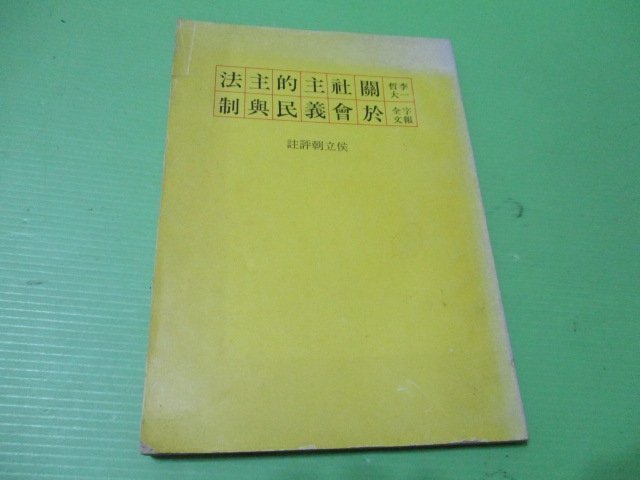 李一哲大字報全文
關於社會主義的民主與法制
侯立朝評註